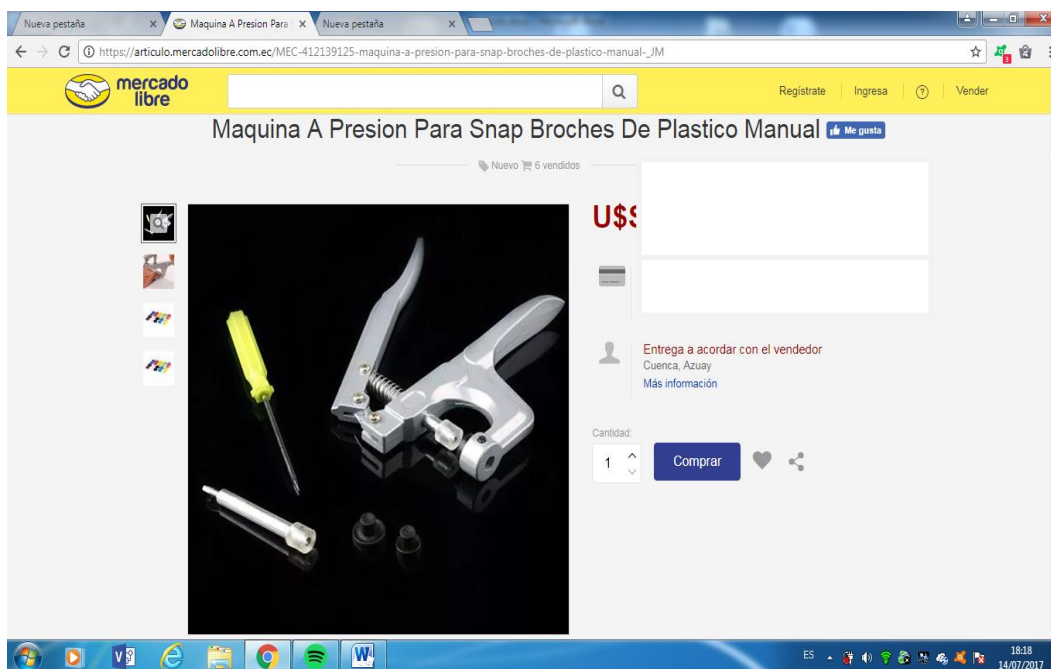 Nueva pestaña
Maquina A Presion Para
Nueva pestaña
https://articulo.mercadolibre.com.ec/MEC-412139125-maquina-a-presion-para-snap-broches-de-plastico-manual-_JM
3
mercado
libre
Regístrate
Ingresa
?
Vender
Maquina A Presion Para Snap Broches De Plastico Manual
Me gusta
Nuevo
6 vendidos
U$S
Entrega a acordar con el vendedor
Cuenca, Azuay
Más información
Cantidad:
1
Comprar
ES
18:18
14/07/2017